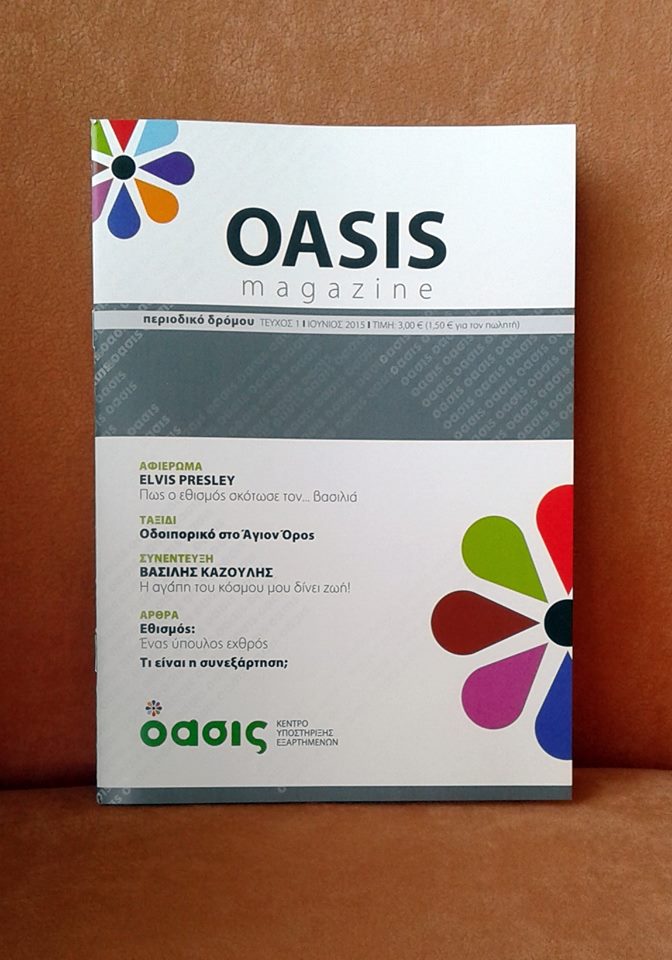 OASIS
magazine
περιοδικό δρόμου ΤΕΥΧΟΣ 1 Ι ΙΟΥΝΙΟΣ 2015 Ι ΤΙΜΗ: 3,00 € (1,50 € για τον πωλητή)
ΑΦΙΕΡΩΜΑ
ELVIS PRESLEY
Πως ο εθισμός σκότωσε τον... βασιλιά
ΤΑΞΙΔΙ
Οδοιπορικό στο Άγιον Όρος
ΣΥΝΕΝΤΕΥΞΗ
ΒΑΣΙΛΗΣ ΚΑΖΟΥΛΗΣ
Η αγάπη του κόσμου μου δίνει ζωή!
ΑΡΘΡΑ
Εθισμός:
Ένας ύπουλος εχθρός
Τι είναι η συνεξάρτηση;
οασις
ΚΕΝΤΡΟ
ΥΠΟΣΤΗΡΙΞΗΣ
ΕΞΑΡΤΗΜΕΝΩΝ